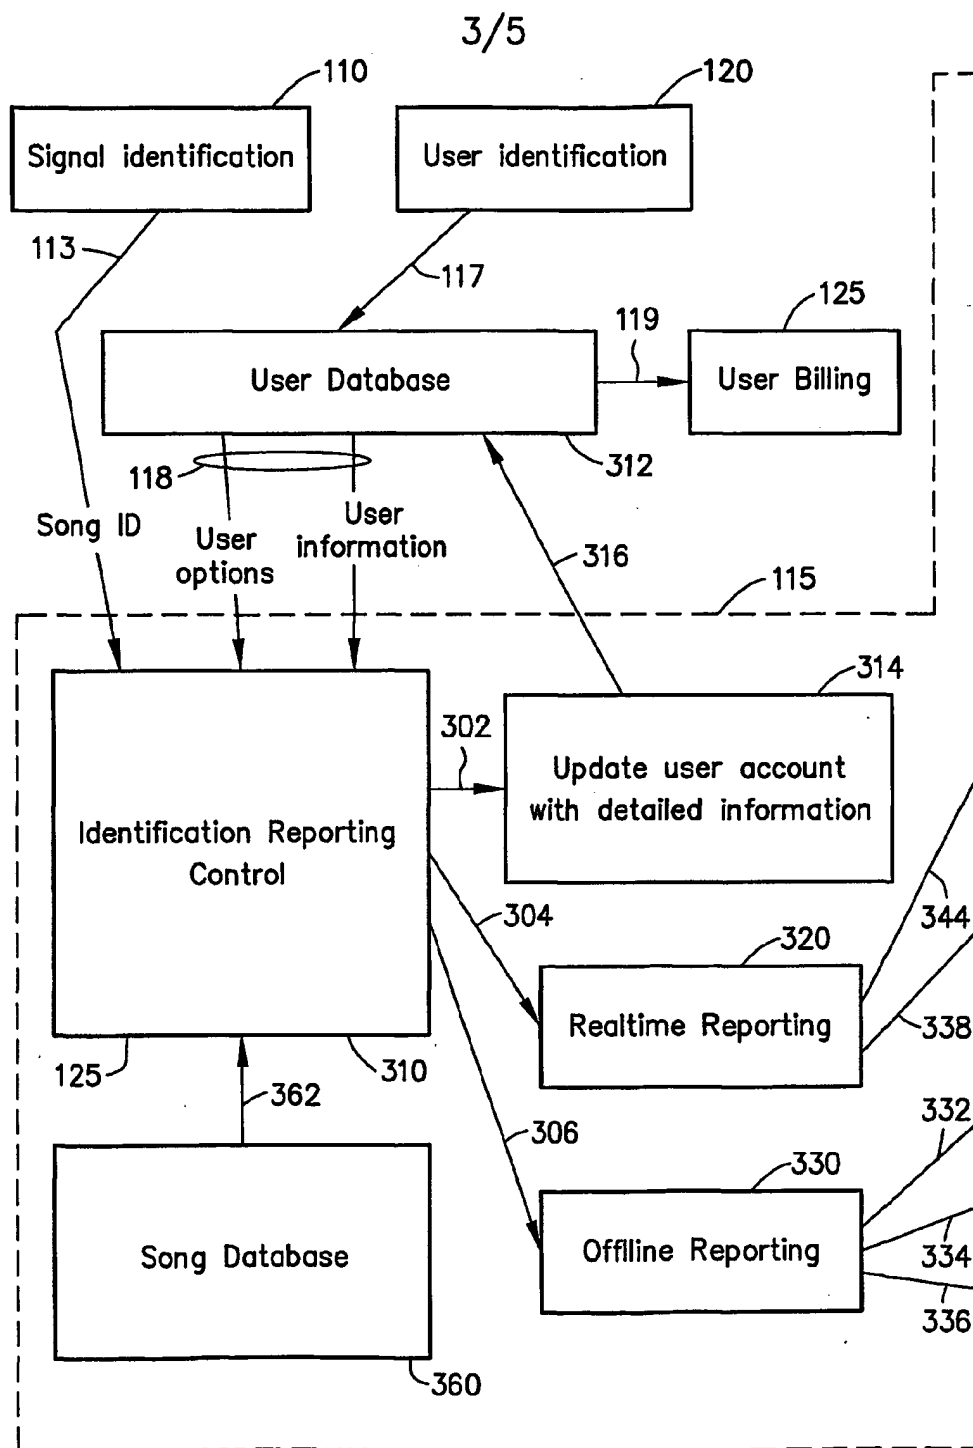 3/5
110
120
Signal identification
User identification
113
117
125
119
User Database
User Billing
118
312
Song ID
User
options
User
information
316
115
314
302
Update user account
with detailed information
Identification Reporting
Control
304
344
320
Realtime Reporting
338
125
310
362
332
306
330
Song Database
Offiline Reporting
334
336
360